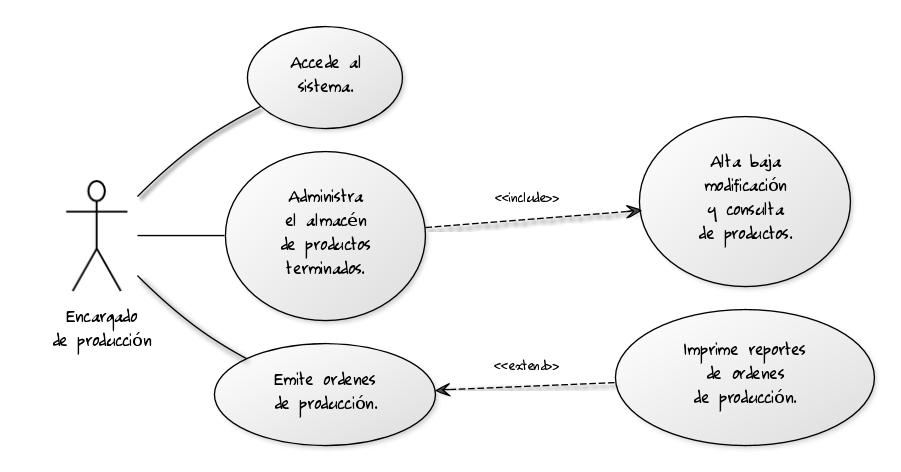 Accede al
sistema.
Administra
el almacén
de productos
terminados.
<<include>>
Alta baja
modificación
y consulta
de productos.
Encargado
de producción
Emite ordenes
de producción.
<<extend>>
Imprime reportes
de ordenes
de producción.